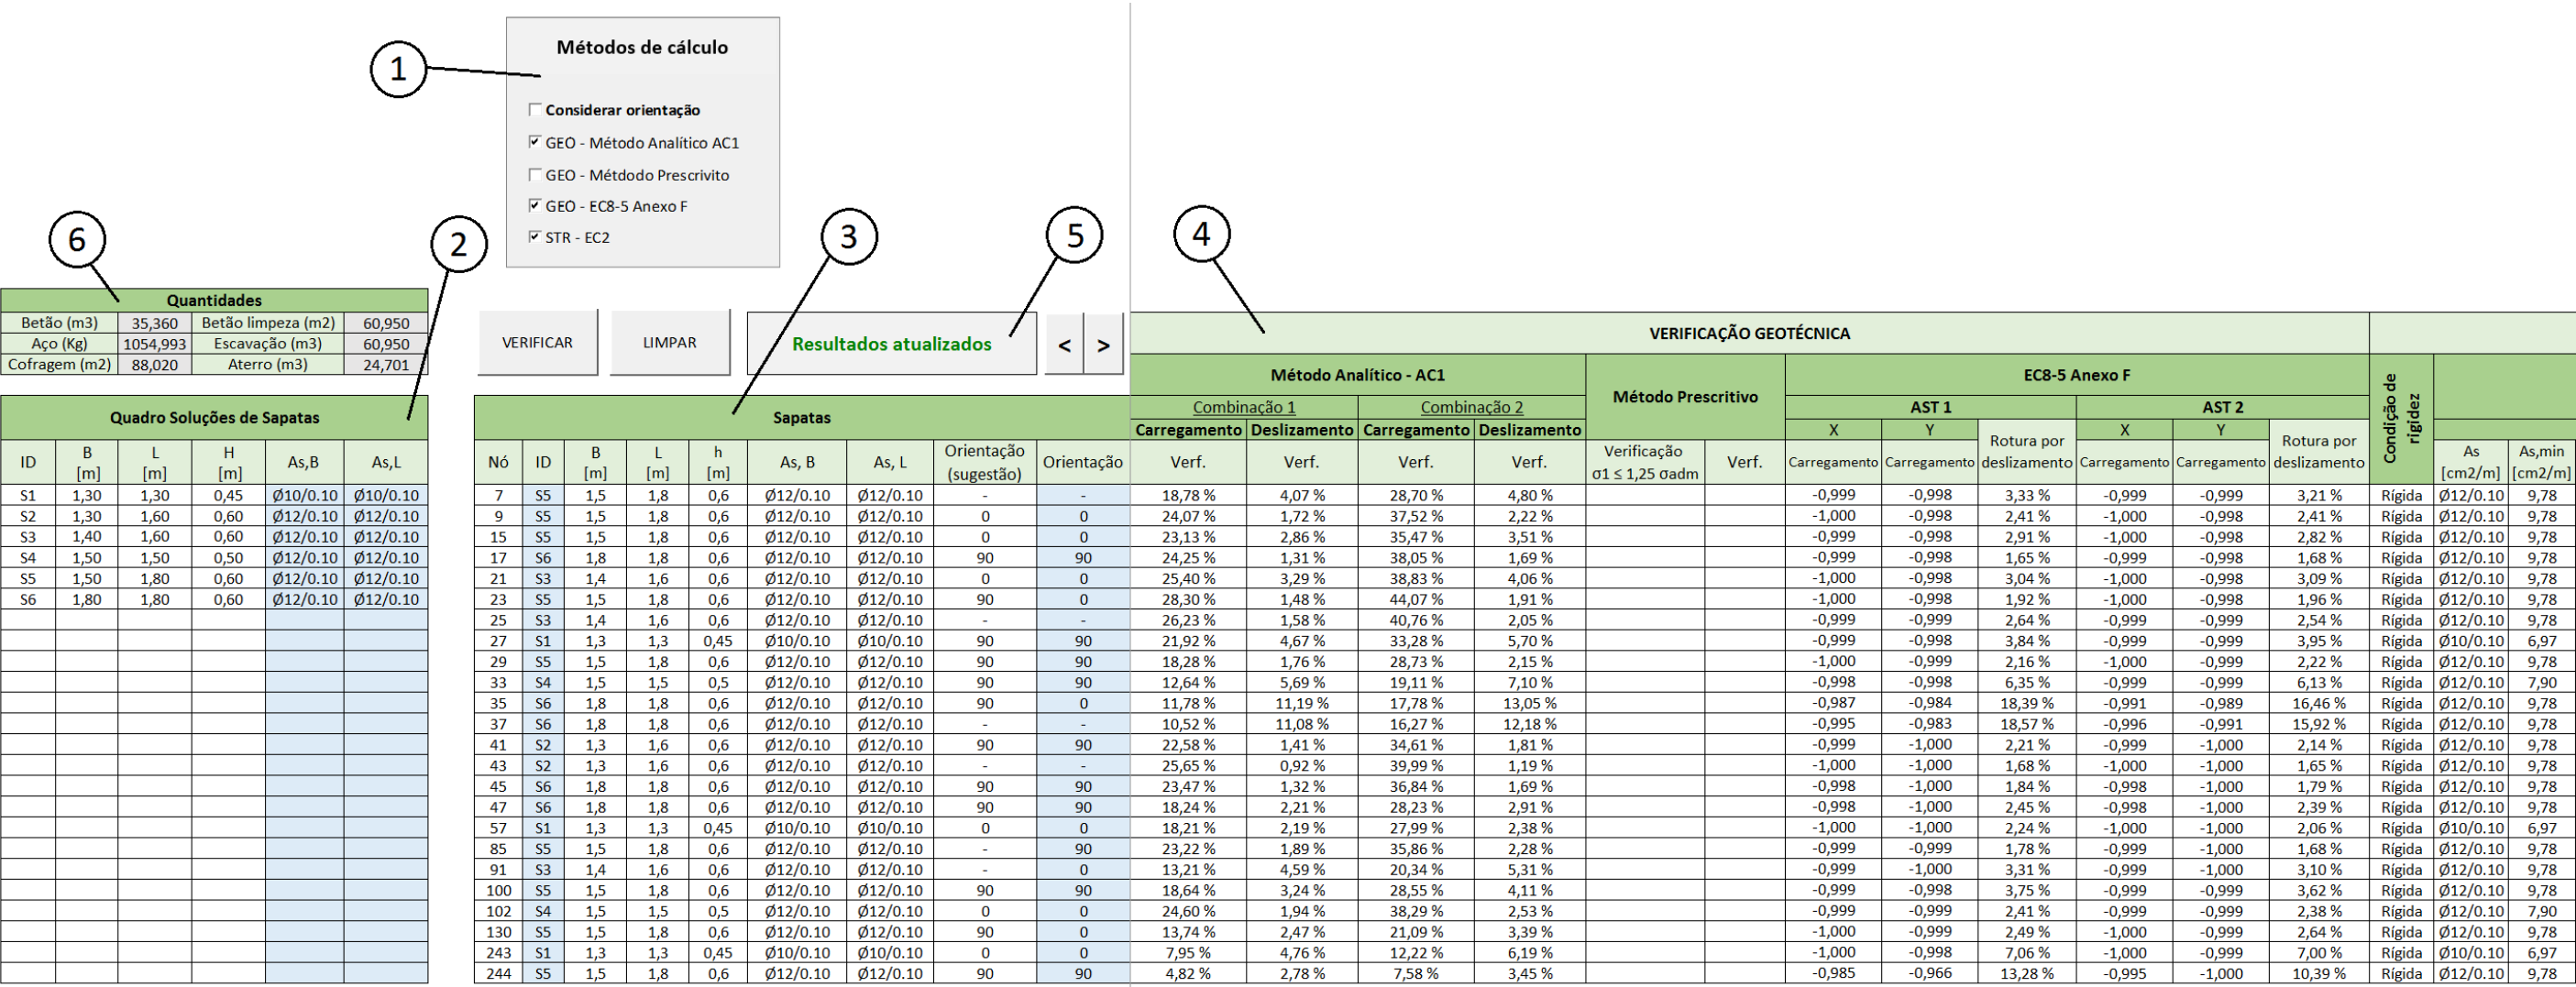 1
Métodos de cálculo
Considerar orientação
GEO - Método Analítico AC1
GEO - Métdodo Prescrivito
GEO - EC8-5 Anexo F
STR - EC2
6
2
3
5
4
Quantidades
Betão (m3) 35,360 Betão limpeza (m2) 60,950
Aço (Kg) 1054,993 Escavação (m3) 60,950
Cofragem (m2) 88,020 Aterro (m3) 24,701
VERIFICAR
LIMPAR
Resultados atualizados
< >
Quadro Soluções de Sapatas
ID B [m] L [m] H [m] As,B As,L
S1 1,30 1,30 0,45 Ø10/0.10 Ø10/0.10
S2 1,30 1,60 0,60 Ø12/0.10 Ø12/0.10
S3 1,40 1,60 0,60 Ø12/0.10 Ø12/0.10
S4 1,50 1,50 0,50 Ø12/0.10 Ø12/0.10
S5 1,50 1,80 0,60 Ø12/0.10 Ø12/0.10
S6 1,80 1,80 0,60 Ø12/0.10 Ø12/0.10
VERIFICAÇÃO GEOTÉCNICA
Sapatas
Método Analítico - AC1
Método Prescritivo
EC8-5 Anexo F
Condição de rigidez
Combinação 1 Combinação 2
AST 1 AST 2
Carregamento Deslizamento Carregamento Deslizamento
X Y Rotura por deslizamento X Y Rotura por deslizamento
Nó ID B [m] L [m] h [m] As, B As, L Orientação (sugestão) Orientação Verf. Verf. Verf. Verf. Verificação σ1 ≤ 1,25 σadm Verf. Carregamento Carregamento Carregamento Carregamento As [cm2/m] As,min [cm2/m]
7 S5 1,5 1,8 0,6 Ø12/0.10 Ø12/0.10 - - 18,78 % 4,07 % 28,70 % 4,80 % -0,999 -0,998 3,33 % -0,999 -0,999 3,21 % Rígida Ø12/0.10 9,78
9 S5 1,5 1,8 0,6 Ø12/0.10 Ø12/0.10 0 0 24,07 % 1,72 % 37,52 % 2,22 % -1,000 -0,998 2,41 % -1,000 -0,998 2,41 % Rígida Ø12/0.10 9,78
15 S5 1,5 1,8 0,6 Ø12/0.10 Ø12/0.10 0 0 23,13 % 2,86 % 35,47 % 3,51 % -0,999 -0,998 2,91 % -1,000 -0,998 2,82 % Rígida Ø12/0.10 9,78
17 S6 1,8 1,8 0,6 Ø12/0.10 Ø12/0.10 90 90 24,25 % 1,31 % 38,05 % 1,69 % -0,999 -0,998 1,65 % -0,999 -0,998 1,68 % Rígida Ø12/0.10 9,78
21 S3 1,4 1,6 0,6 Ø12/0.10 Ø12/0.10 0 0 25,40 % 3,29 % 38,83 % 4,06 % -1,000 -0,998 3,04 % -1,000 -0,998 3,09 % Rígida Ø12/0.10 9,78
23 S5 1,5 1,8 0,6 Ø12/0.10 Ø12/0.10 90 0 28,30 % 1,48 % 44,07 % 1,91 % -1,000 -0,998 1,92 % -1,000 -0,998 1,96 % Rígida Ø12/0.10 9,78
25 S3 1,4 1,6 0,6 Ø12/0.10 Ø12/0.10 - - 26,23 % 1,58 % 40,76 % 2,05 % -0,999 -0,999 2,64 % -0,999 -0,999 2,54 % Rígida Ø12/0.10 9,78
27 S1 1,3 1,3 0,45 Ø10/0.10 Ø10/0.10 90 90 21,92 % 4,67 % 33,28 % 5,70 % -0,999 -0,998 3,84 % -0,999 -0,999 3,95 % Rígida Ø10/0.10 6,97
29 S5 1,5 1,8 0,6 Ø12/0.10 Ø12/0.10 90 90 18,28 % 1,76 % 28,73 % 2,15 % -1,000 -0,999 2,16 % -1,000 -0,999 2,22 % Rígida Ø12/0.10 9,78
33 S4 1,5 1,5 0,5 Ø12/0.10 Ø12/0.10 90 90 12,64 % 5,69 % 19,11 % 7,10 % -0,998 -0,998 6,35 % -0,999 -0,999 6,13 % Rígida Ø12/0.10 7,90
35 S6 1,8 1,8 0,6 Ø12/0.10 Ø12/0.10 90 0 11,78 % 11,19 % 17,78 % 13,05 % -0,987 -0,984 18,39 % -0,991 -0,989 16,46 % Rígida Ø12/0.10 9,78
37 S6 1,8 1,8 0,6 Ø12/0.10 Ø12/0.10 - - 10,52 % 11,08 % 16,27 % 12,18 % -0,995 -0,983 18,57 % -0,996 -0,991 15,92 % Rígida Ø12/0.10 9,78
41 S2 1,3 1,6 0,6 Ø12/0.10 Ø12/0.10 90 90 22,58 % 1,41 % 34,61 % 1,81 % -0,999 -1,000 2,21 % -0,999 -1,000 2,14 % Rígida Ø12/0.10 9,78
43 S2 1,3 1,6 0,6 Ø12/0.10 Ø12/0.10 - - 25,65 % 0,92 % 39,99 % 1,19 % -1,000 -1,000 1,68 % -1,000 -1,000 1,65 % Rígida Ø12/0.10 9,78
45 S6 1,8 1,8 0,6 Ø12/0.10 Ø12/0.10 90 90 23,47 % 1,32 % 36,84 % 1,69 % -0,998 -1,000 1,84 % -0,998 -1,000 1,79 % Rígida Ø12/0.10 9,78
47 S6 1,8 1,8 0,6 Ø12/0.10 Ø12/0.10 90 90 18,24 % 2,21 % 28,23 % 2,91 % -0,998 -1,000 2,45 % -0,998 -1,000 2,39 % Rígida Ø12/0.10 9,78
57 S1 1,3 1,3 0,45 Ø10/0.10 Ø10/0.10 0 0 18,21 % 2,19 % 27,99 % 2,38 % -1,000 -1,000 2,24 % -1,000 -1,000 2,06 % Rígida Ø10/0.10 6,97
85 S5 1,5 1,8 0,6 Ø12/0.10 Ø12/0.10 - 90 23,22 % 1,89 % 35,86 % 2,28 % -0,999 -0,999 1,78 % -1,000 -1,000 1,68 % Rígida Ø12/0.10 9,78
91 S3 1,4 1,6 0,6 Ø12/0.10 Ø12/0.10 - 0 13,21 % 4,59 % 20,34 % 5,31 % -0,999 -1,000 3,31 % -0,999 -1,000 3,10 % Rígida Ø12/0.10 9,78
100 S5 1,5 1,8 0,6 Ø12/0.10 Ø12/0.10 90 90 18,64 % 3,24 % 28,55 % 4,11 % -0,999 -0,998 3,75 % -0,999 -0,999 3,62 % Rígida Ø12/0.10 9,78
102 S4 1,5 1,5 0,5 Ø12/0.10 Ø12/0.10 0 0 24,60 % 1,94 % 38,29 % 2,53 % -0,999 -0,999 2,41 % -0,999 -0,999 2,38 % Rígida Ø12/0.10 7,90
130 S5 1,5 1,8 0,6 Ø12/0.10 Ø12/0.10 90 0 13,74 % 2,47 % 21,09 % 3,39 % -1,000 -0,999 2,49 % -1,000 -0,999 2,64 % Rígida Ø12/0.10 9,78
243 S1 1,3 1,3 0,45 Ø10/0.10 Ø10/0.10 0 0 7,95 % 4,76 % 12,22 % 6,19 % -1,000 -0,998 7,06 % -1,000 -0,999 7,00 % Rígida Ø10/0.10 6,97
244 S5 1,5 1,8 0,6 Ø12/0.10 Ø12/0.10 90 90 4,82 % 2,78 % 7,58 % 3,45 % -0,985 -0,966 13,28 % -0,995 -1,000 10,39 % Rígida Ø12/0.10 9,78